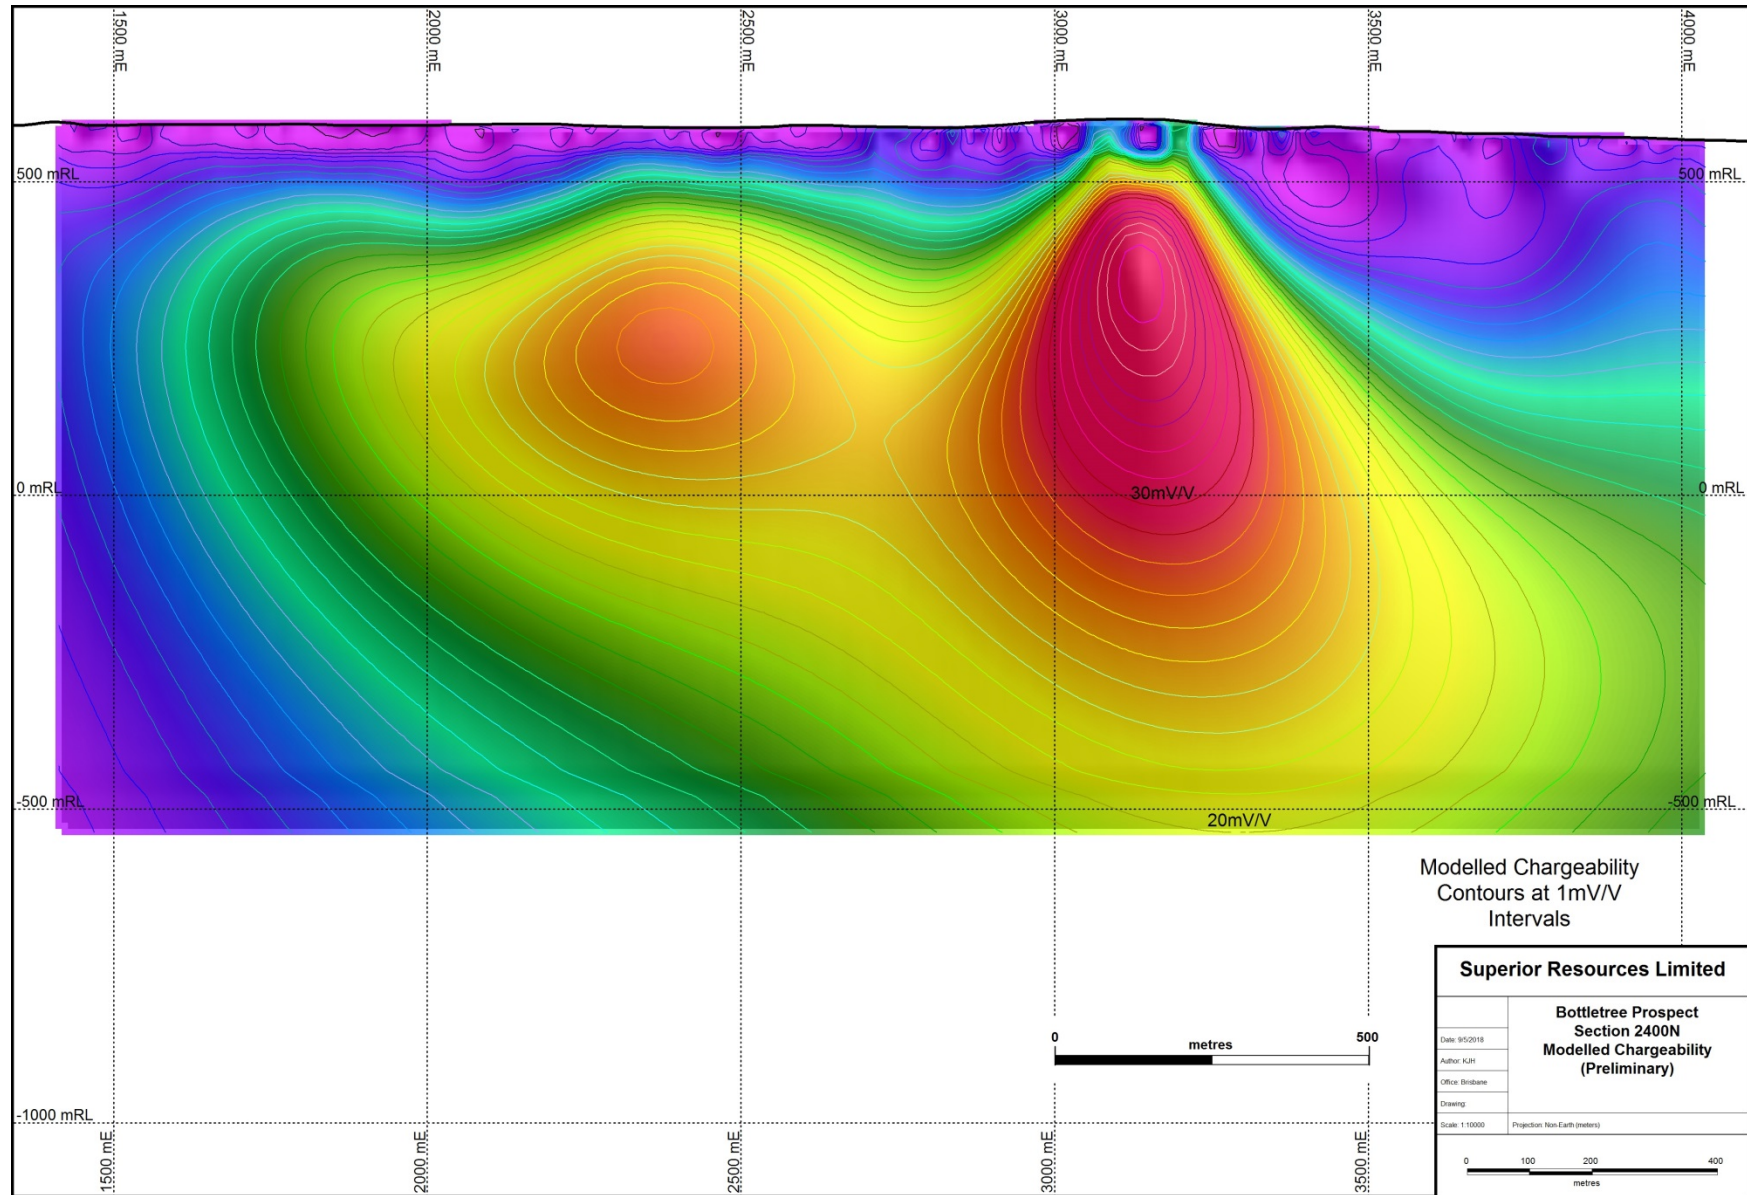 1500 mE
2000 mE
2500 mE
3000 mE
3500 mE
4000 mE
500 mRL
500 mRL
0 mRL
30mV/V
0 mRL
-500 mRL
-500 mRL
20mV/V
Modelled Chargeability
Contours at 1mV/V
Intervals
0 500
metres
Superior Resources Limited
Bottletree Prospect
Section 2400N
Modelled Chargeability
(Preliminary)
Date: 9/5/2018
Author: KJH
Office: Brisbane
Drawing:
Scale: 1:10000
Projection: Non-Earth (meters)
0 100 200 400
metres
-1000 mRL
1500 mE
2000 mE
2500 mE
3000 mE
3500 mE